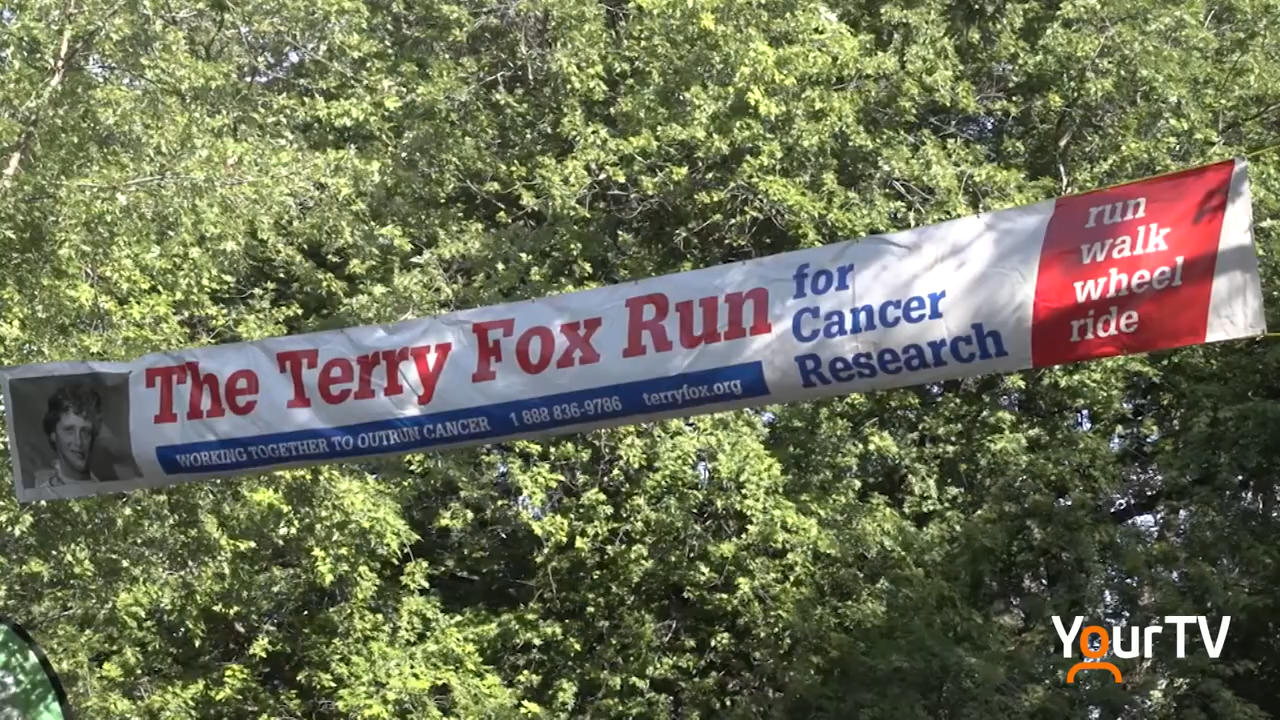 The Terry Fox Run
for
Cancer
Research
WORKING TOGETHER TO OUTRUN CANCER 1 888 836-9786 terryfox.org
run
walk
wheel
ride
YourTV